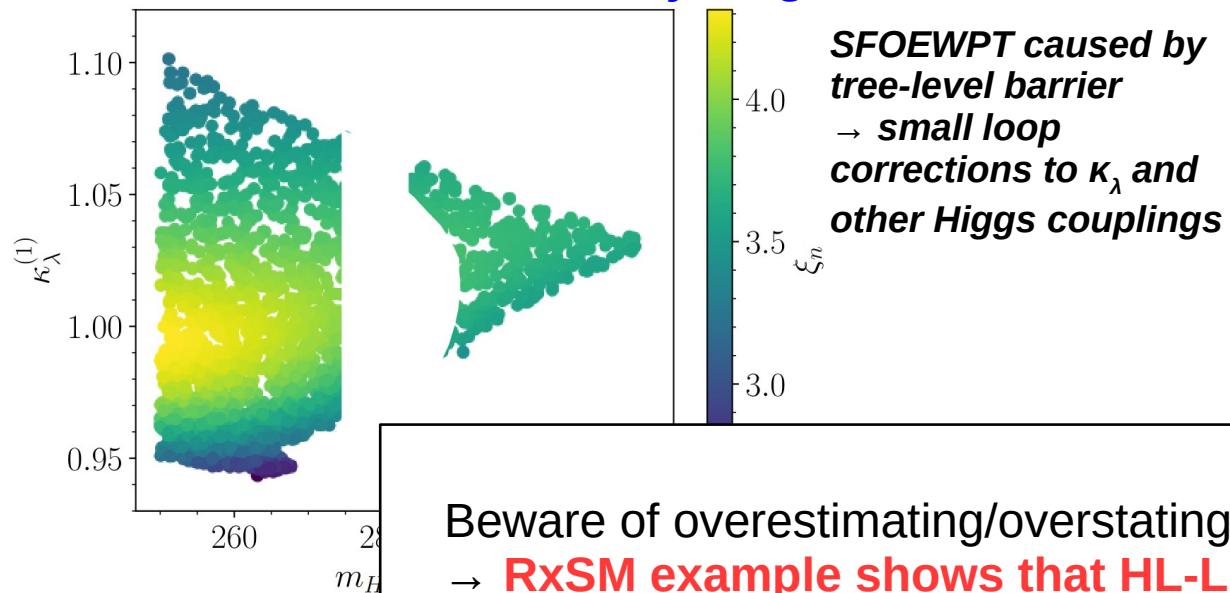 1.10
1.05
1.00
0.95
κλ(1)
260
mH
4.0
3.5
3.0
ξn
SFOEWPT caused by
tree-level barrier
→ small loop
corrections to κλ and
other Higgs couplings
Beware of overestimating/overstating
→ RxSM example shows that HL-L